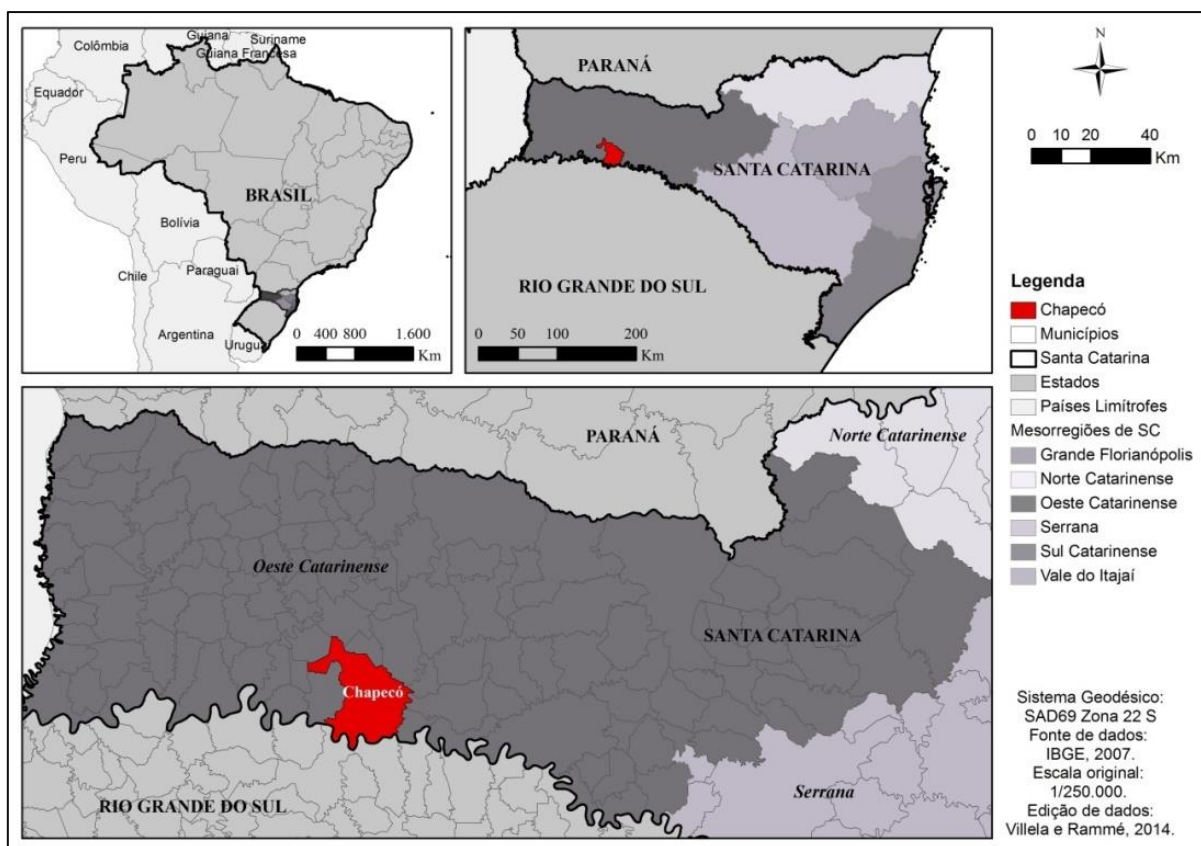 Colômbia
Guiana
Suriname
Guiana Francesa
Equador
Peru
BRASIL
Bolívia
Chile
Paraguai
Argentina
Uruguai
0 400 800 1,600
Km
PARANÁ
SANTA CATARINA
RIO GRANDE DO SUL
0 50 100 200
Km
N
0 10 20 40
Km
Legenda
Chapecó
Municípios
Santa Catarina
Estados
Países Limítrofes
Mesorregiões de SC
Grande Florianópolis
Norte Catarinense
Oeste Catarinense
Serrana
Sul Catarinense
Vale do Itajaí
PARANÁ
Norte Catarinense
Oeste Catarinense
SANTA CATARINA
Chapecó
RIO GRANDE DO SUL
Serrana
Sistema Geodésico:
SAD69 Zona 22 S
Fonte de dados:
IBGE, 2007.
Escala original:
1/250.000.
Edição de dados:
Villela e Rammé, 2014.